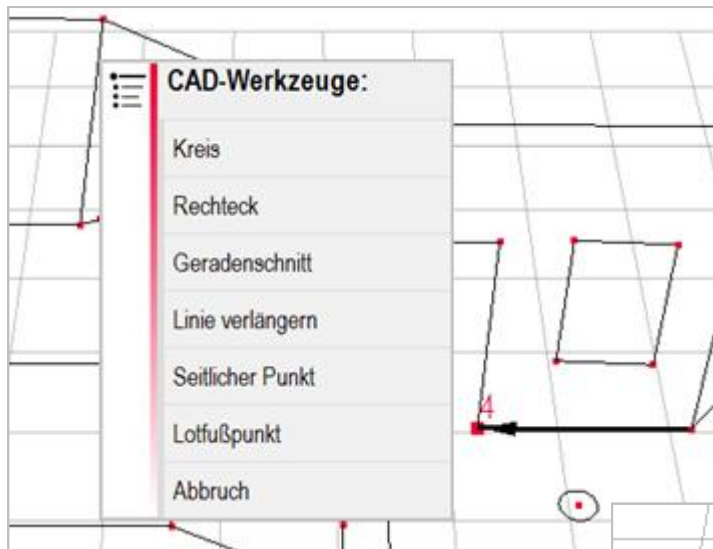 CAD-Werkzeuge:
Kreis
Rechteck
Geradenschnitt
Linie verlängern
Seitlicher Punkt
Lotfußpunkt
Abbruch
4